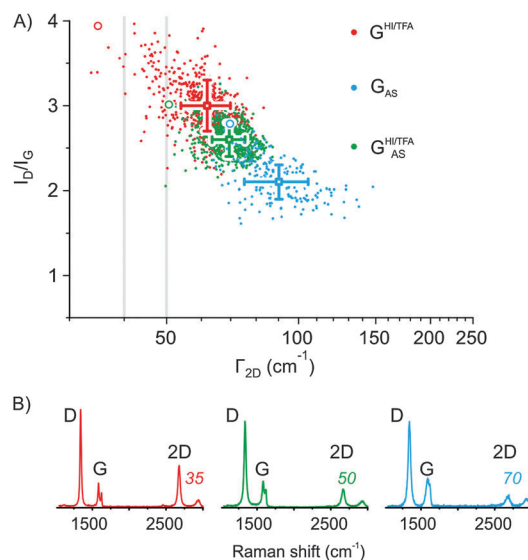 A)
4
3
2
1
I_D/I_G
G^HI/TFA
G_AS
G^HI/TFA_AS
50 100 150 200 250
Γ_2D (cm⁻¹)
B)
D G 2D 35
D G 2D 50
D G 2D 70
1500 2500 1500 2500 1500 2500
Raman shift (cm⁻¹)